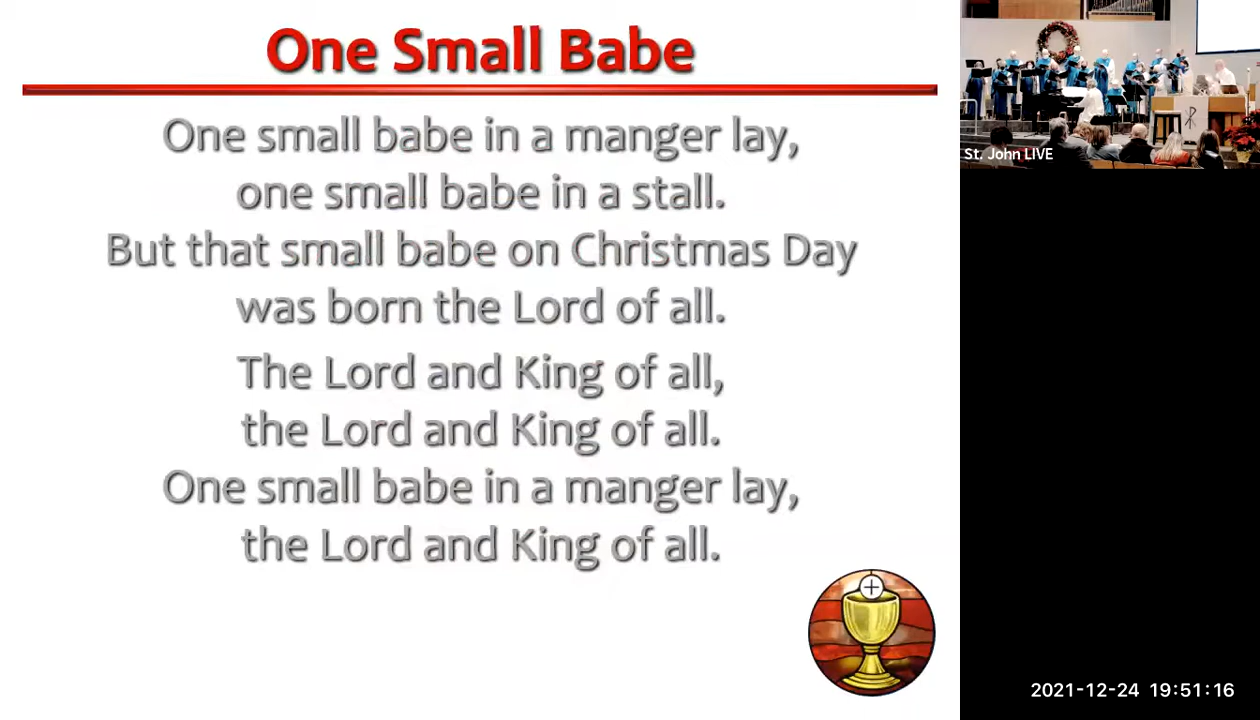 One Small Babe
One small babe in a manger lay,
one small babe in a stall.
But that small babe on Christmas Day
was born the Lord of all.
The Lord and King of all,
the Lord and King of all.
One small babe in a manger lay,
the Lord and King of all.
St. John LIVE
2021-12-24 19:51:16